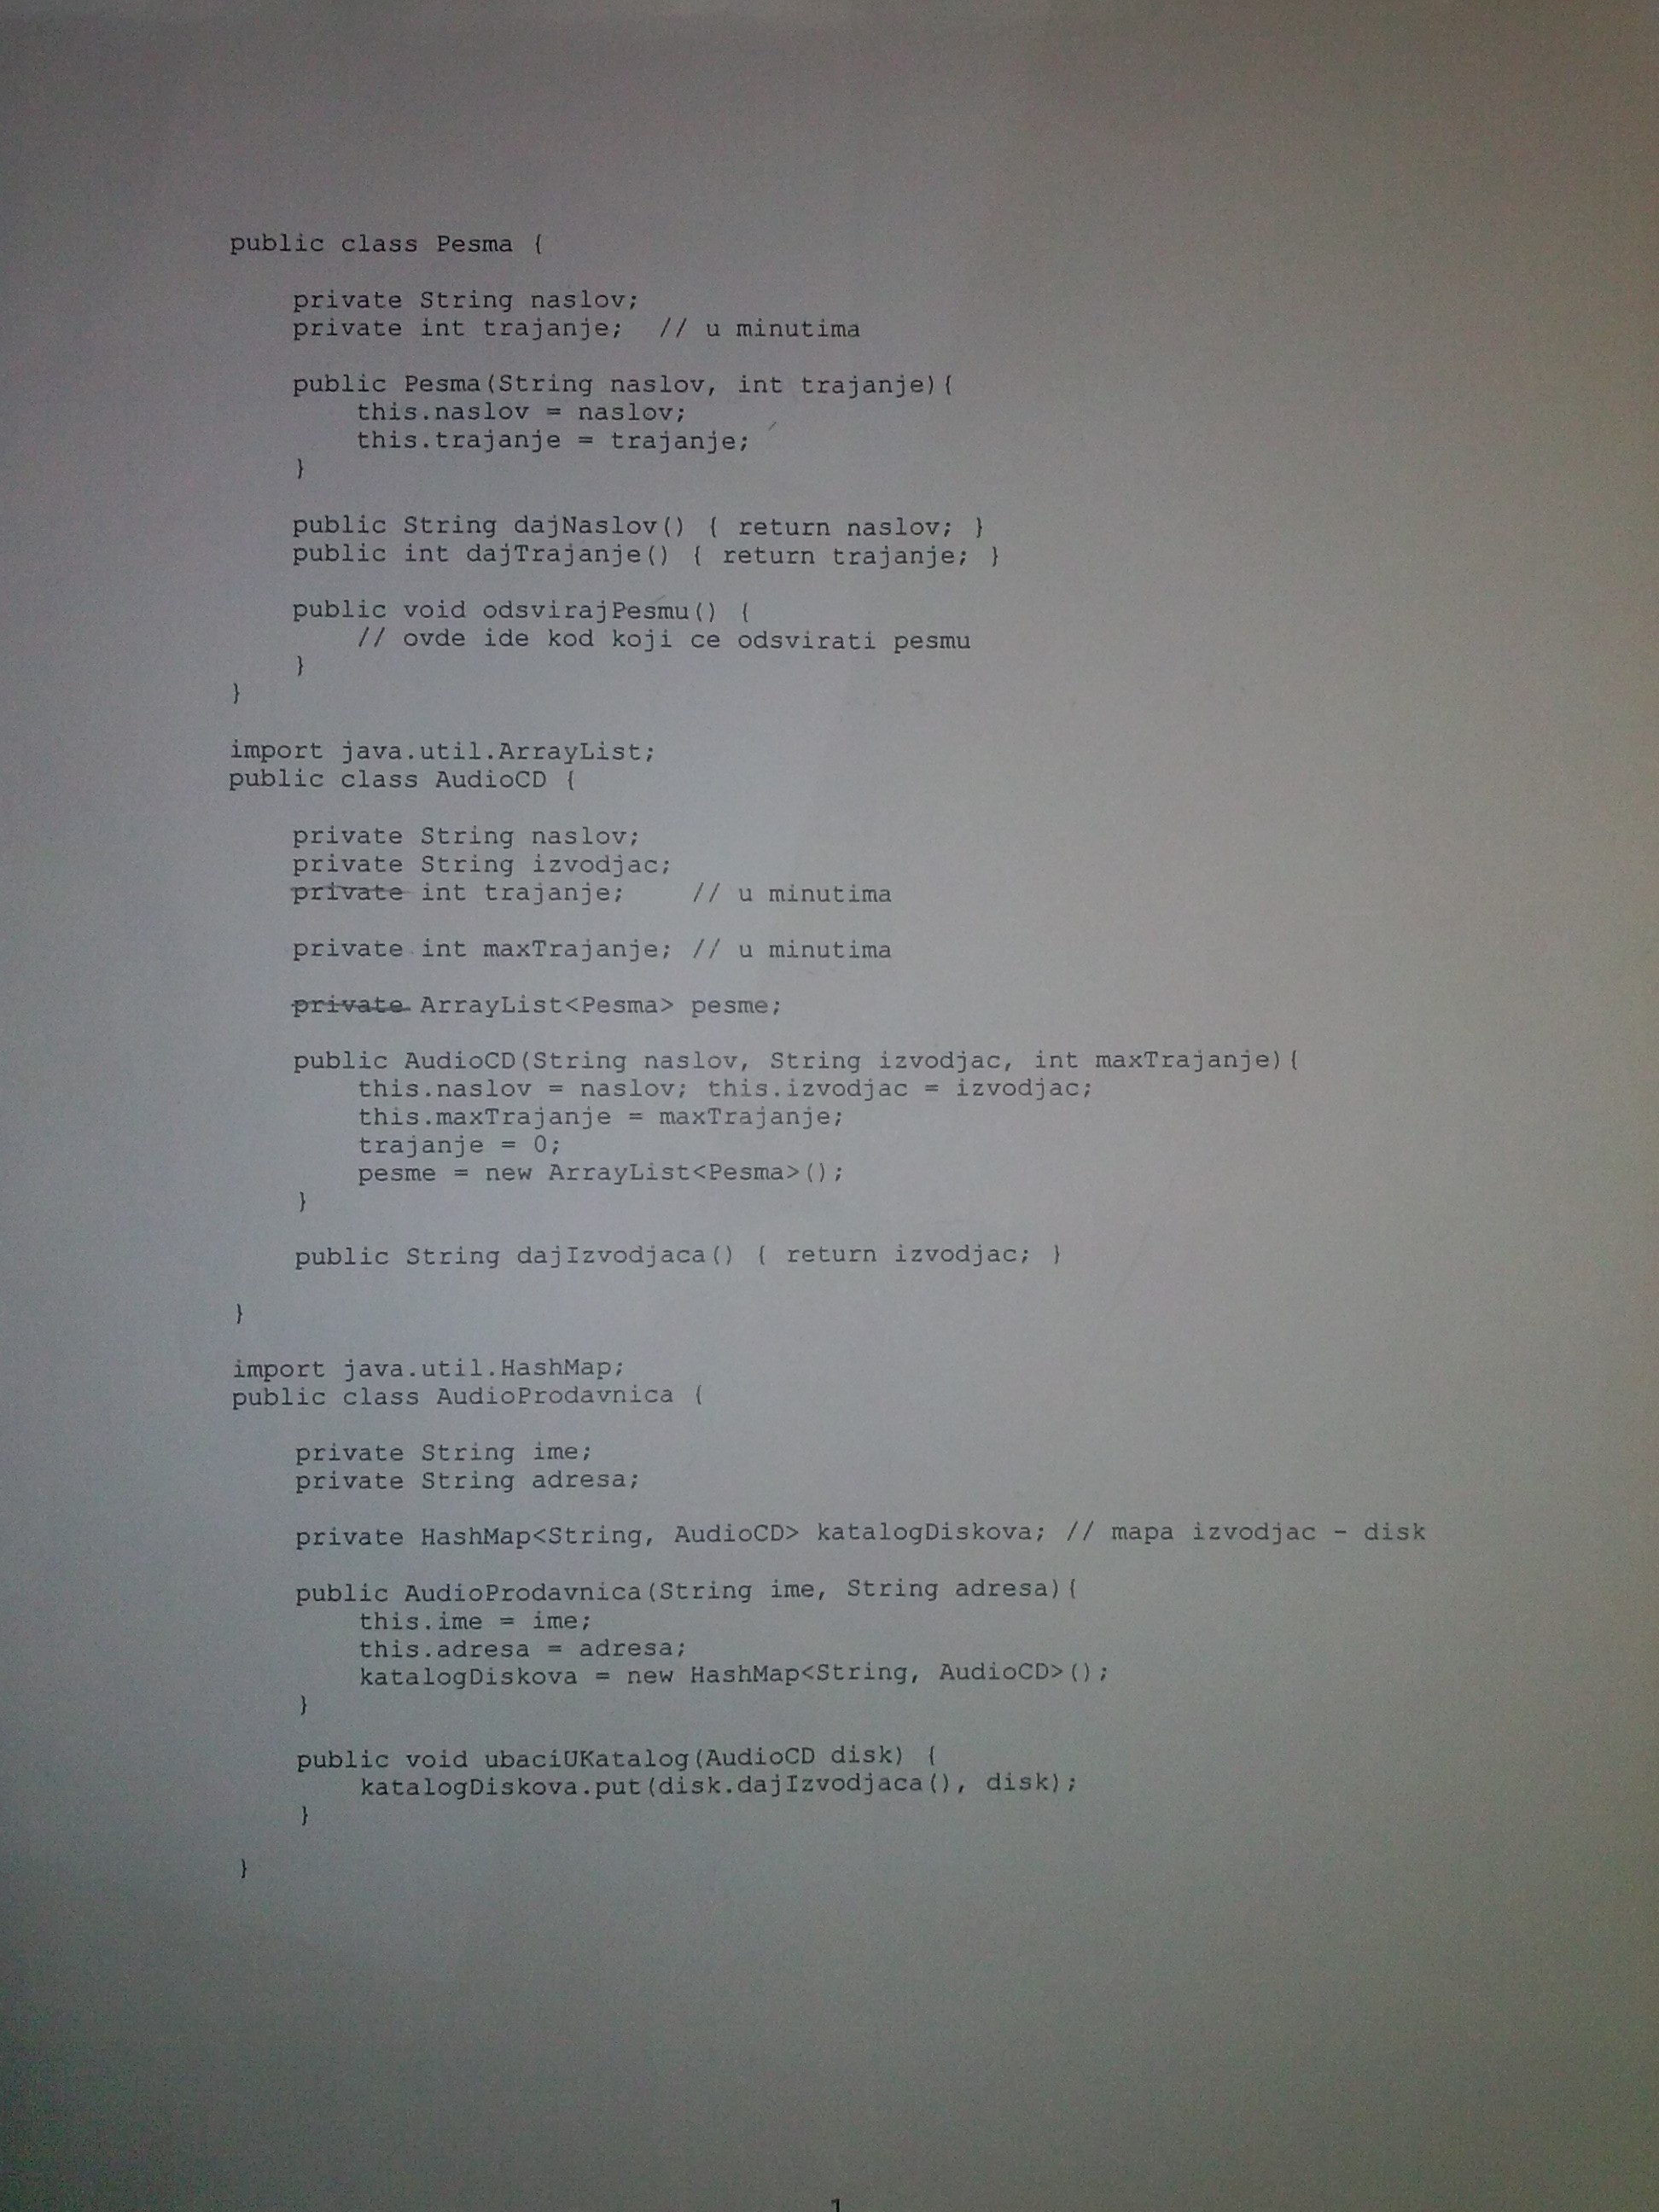 public class Pesma {
private String naslov;
private int trajanje;  // u minutima
public Pesma(String naslov, int trajanje){
this.naslov = naslov;
this.trajanje = trajanje;
}
public String dajNaslov() { return naslov; }
public int dajTrajanje() { return trajanje; }
public void odsvirajPesmu() {
// ovde ide kod koji ce odsvirati pesmu
}
}
import java.util.ArrayList;
public class AudioCD {
private String naslov;
private String izvodjac;
private int trajanje;    // u minutima
private int maxTrajanje; // u minutima
private ArrayList<Pesma> pesme;
public AudioCD(String naslov, String izvodjac, int maxTrajanje){
this.naslov = naslov; this.izvodjac = izvodjac;
this.maxTrajanje = maxTrajanje;
trajanje = 0;
pesme = new ArrayList<Pesma>();
}
public String dajIzvodjaca() { return izvodjac; }
}
import java.util.HashMap;
public class AudioProdavnica {
private String ime;
private String adresa;
private HashMap<String, AudioCD> katalogDiskova; // mapa izvodjac - disk
public AudioProdavnica(String ime, String adresa){
this.ime = ime;
this.adresa = adresa;
katalogDiskova = new HashMap<String, AudioCD>();
}
public void ubaciUKatalog(AudioCD disk) {
katalogDiskova.put(disk.dajIzvodjaca(), disk);
}
}
1